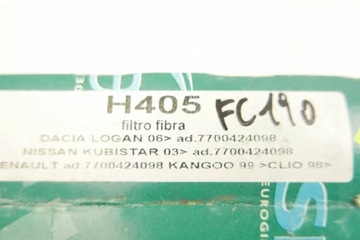 H405 FC190
filtro fibra
DACIA LOGAN 06> ad.7700424098
NISSAN KUBISTAR 03> ad.7700424098
RENAULT ad.7700424098 KANGOO 99 >CLIO 98>
EUROGI